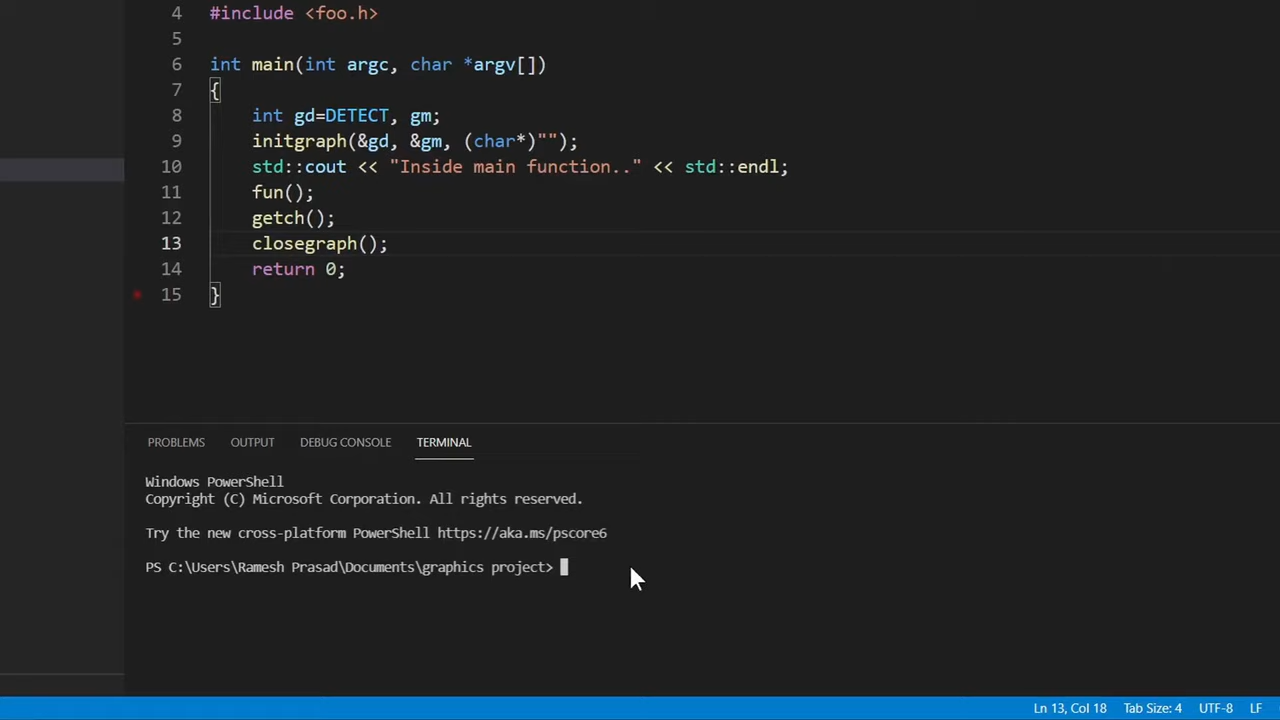 4 #include <foo.h>
5
6 int main(int argc, char *argv[])
7 {
8 int gd=DETECT, gm;
9 initgraph(&gd, &gm, (char*)"");
10 std::cout << "Inside main function.." << std::endl;
11 fun();
12 getch();
13 closegraph();
14 return 0;
15 }
PROBLEMS OUTPUT DEBUG CONSOLE TERMINAL
Windows PowerShell
Copyright (C) Microsoft Corporation. All rights reserved.
Try the new cross-platform PowerShell https://aka.ms/pscore6
PS C:\Users\Ramesh Prasad\Documents\graphics project>
Ln 13, Col 18 Tab Size: 4 UTF-8 LF